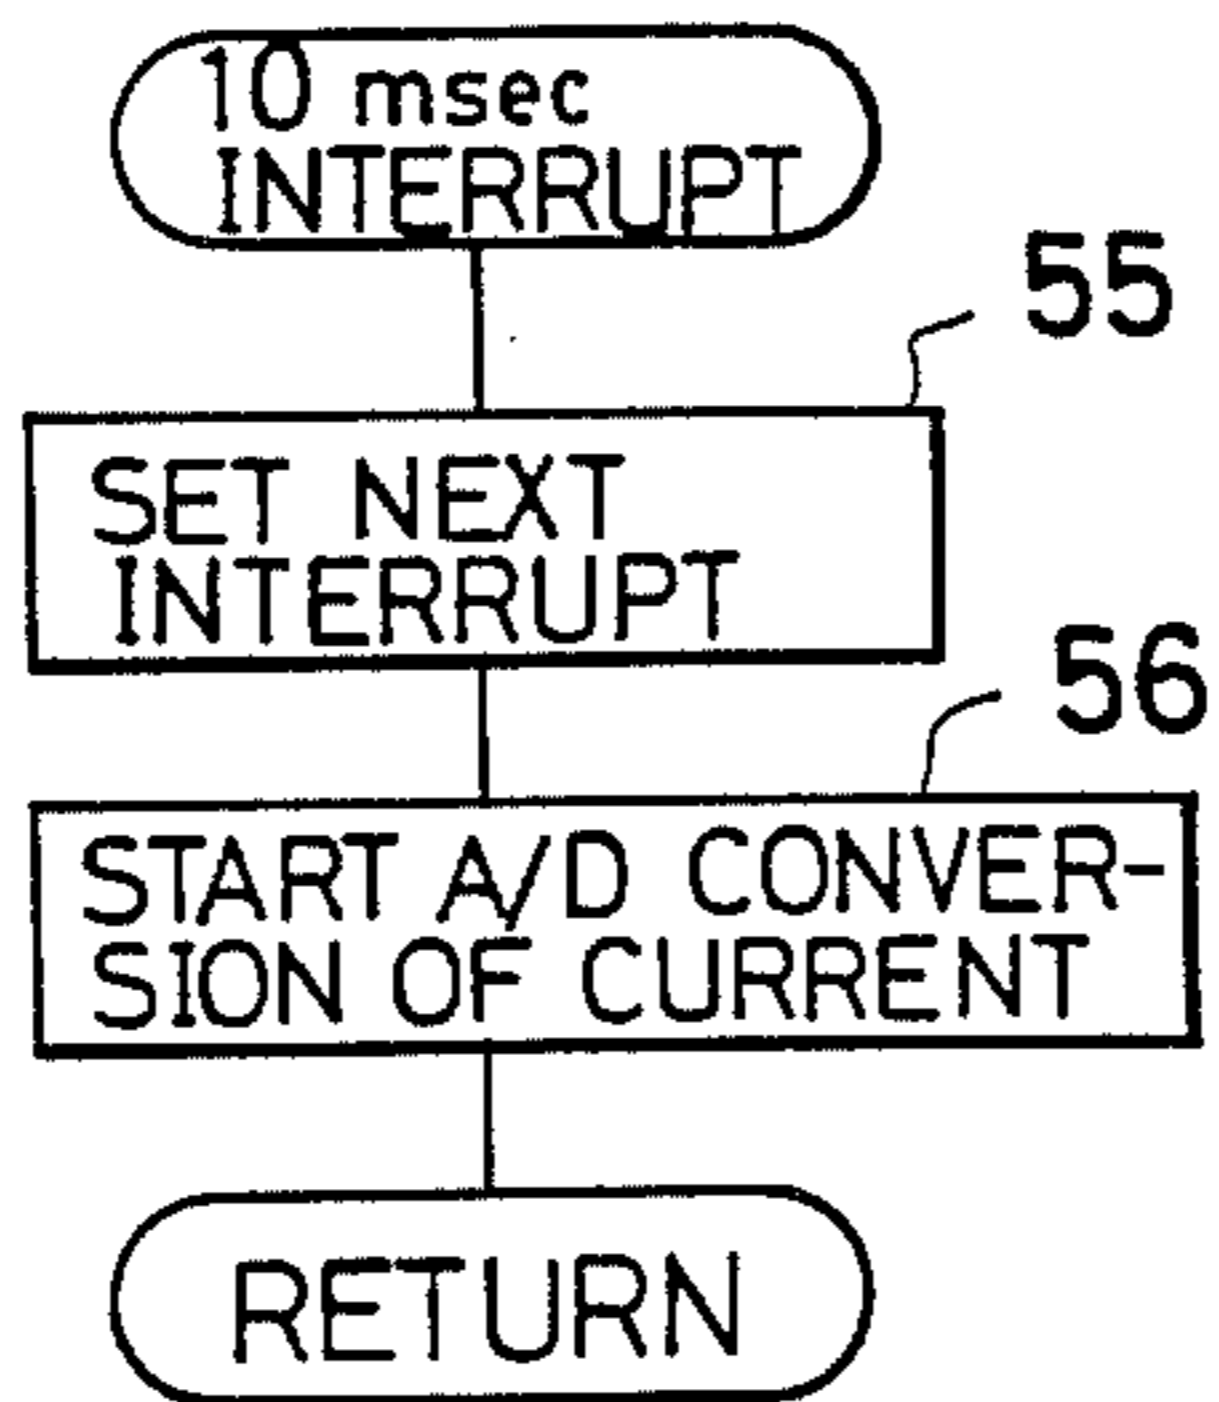 10 msec
INTERRUPT
55
SET NEXT
INTERRUPT
56
START A/D CONVER-
SION OF CURRENT
RETURN